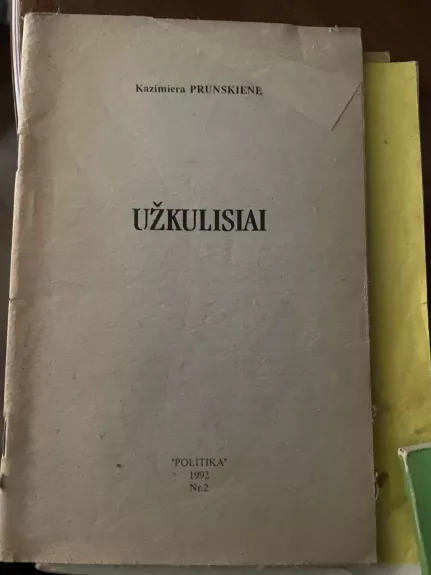 Kazimiera PRUNSKIENĖ
UŽKULISIAI
"POLITIKA"
1992
Nr.2